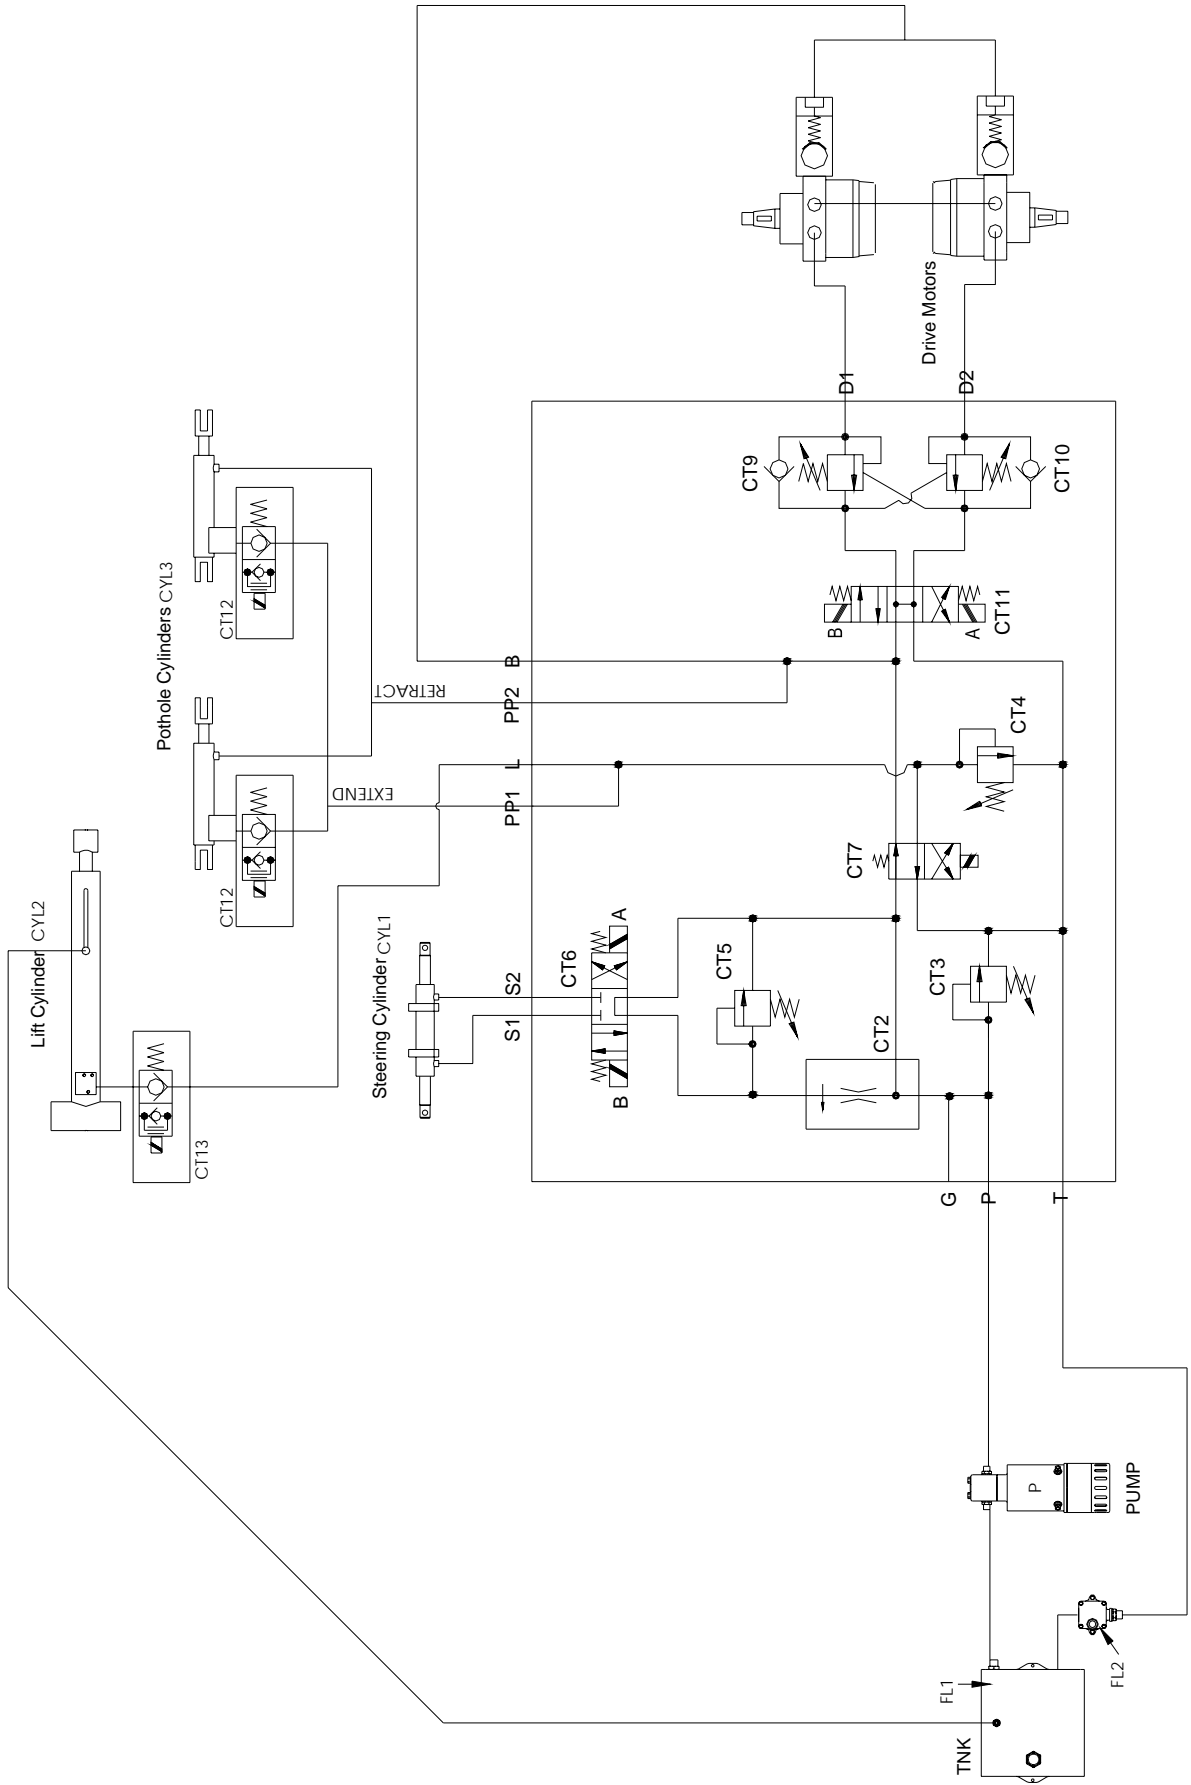 Drive Motors
D1
D2
CT9
CT10
B
A
CT11
Pothole Cylinders CYL3
CT12
CT12
RETRACT
EXTEND
B
PP2
L
PP1
CT4
CT7
Lift Cylinder CYL2
CT13
Steering Cylinder CYL1
S2
S1
A
CT6
B
CT5
CT3
CT2
G
P
T
P
PUMP
FL1
FL2
TNK